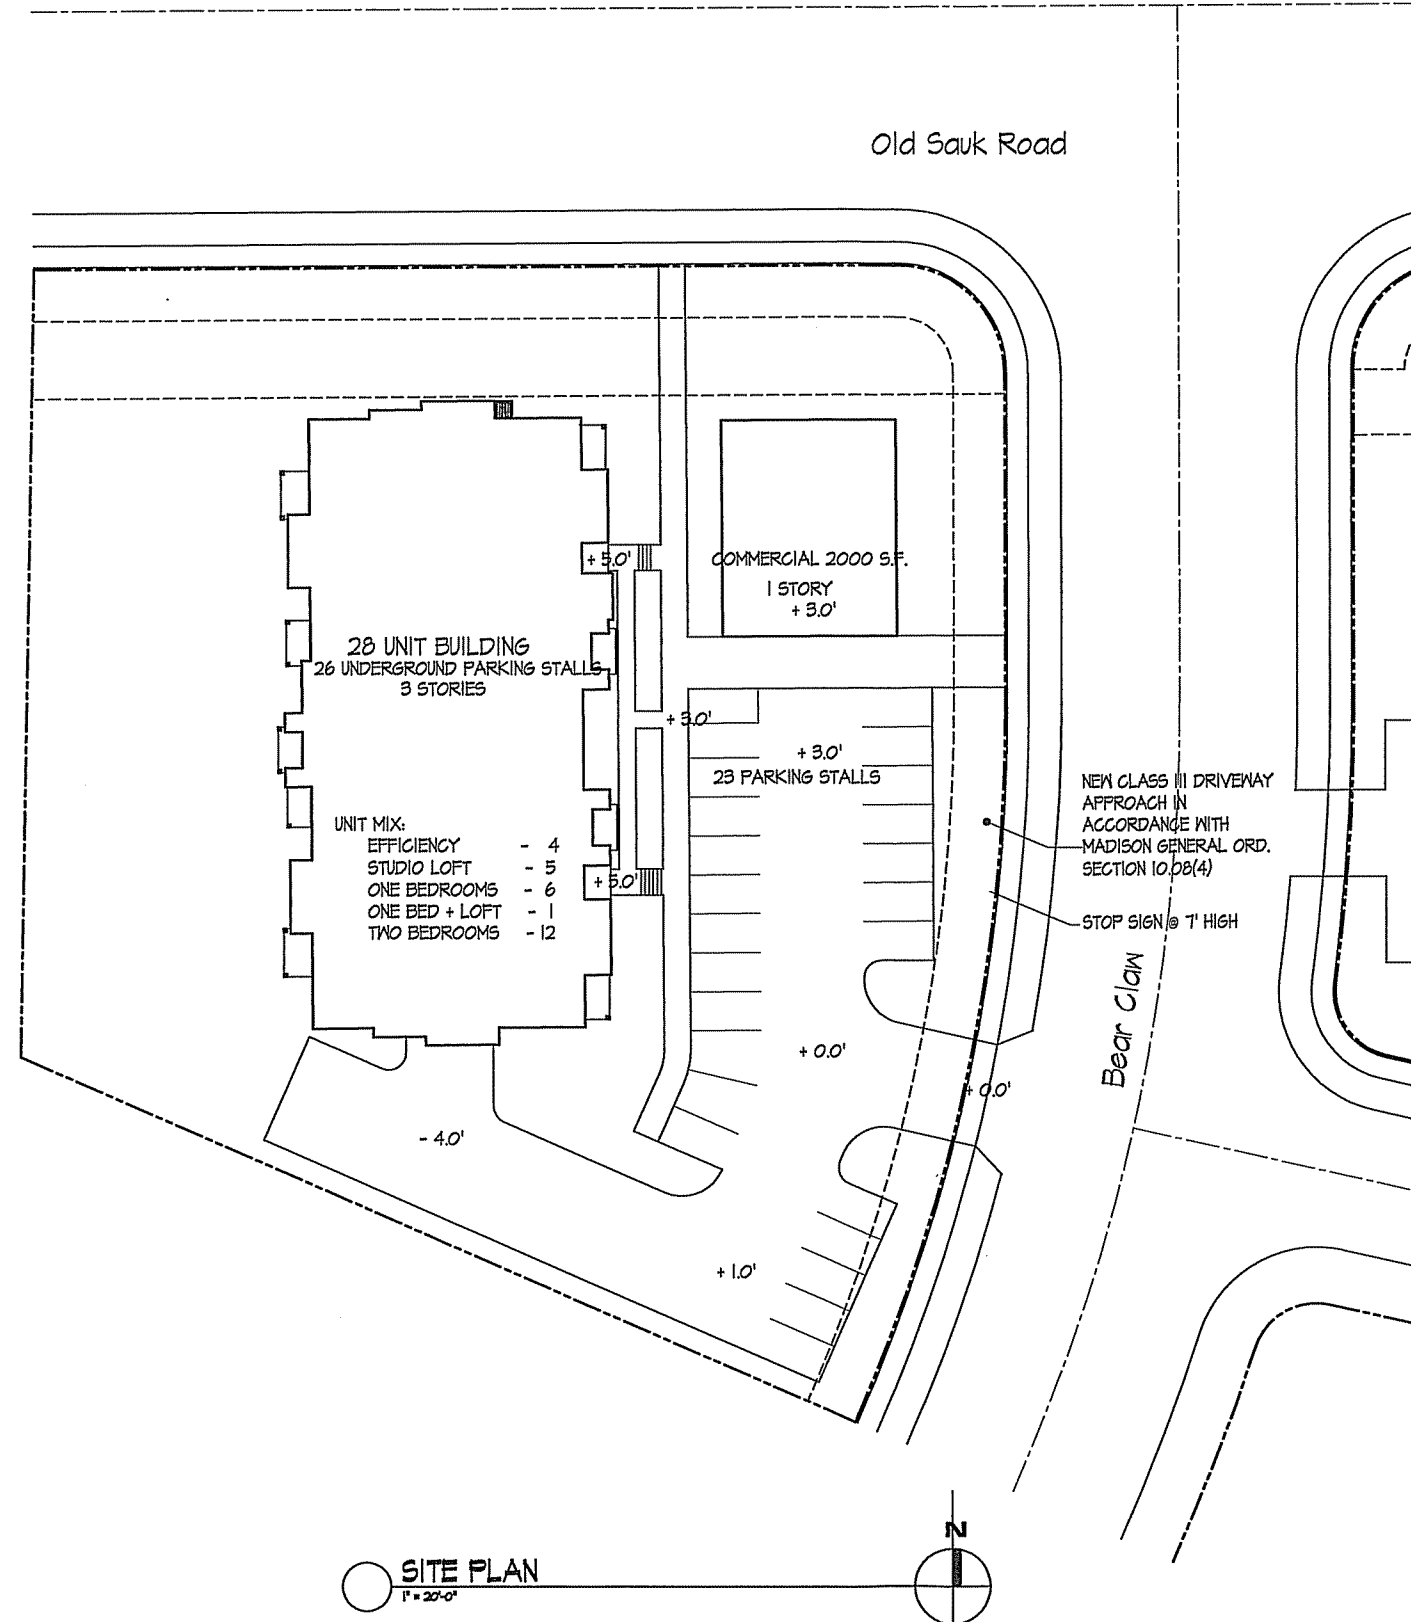 Old Sauk Road
+ 5.0'
COMMERCIAL 2000 S.F.
1 STORY
+ 3.0'
28 UNIT BUILDING
26 UNDERGROUND PARKING STALLS
3 STORIES
+ 3.0'
+ 3.0'
23 PARKING STALLS
NEW CLASS III DRIVEWAY
APPROACH IN
ACCORDANCE WITH
MADISON GENERAL ORD.
SECTION 10.08(4)
UNIT MIX:
EFFICIENCY - 4
STUDIO LOFT - 5
ONE BEDROOMS - 6
ONE BED + LOFT - 1
TWO BEDROOMS - 12
+ 5.0'
STOP SIGN @ 7' HIGH
Bear Claw
+ 0.0'
+ 0.0'
- 4.0'
+ 1.0'
N
SITE PLAN
1" = 20'-0"